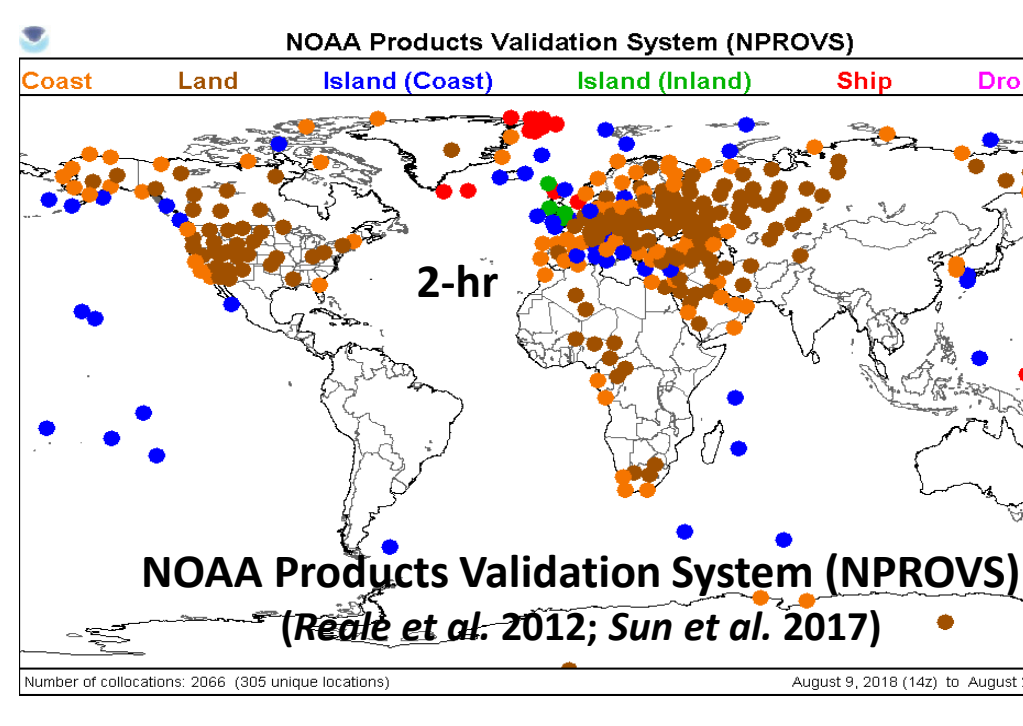 NOAA Products Validation System (NPROVS)
Coast Land Island (Coast) Island (Inland) Ship Dro
2-hr
NOAA Products Validation System (NPROVS)
(Reale et al. 2012; Sun et al. 2017)
Number of collocations: 2066 (305 unique locations) August 9, 2018 (14z) to August